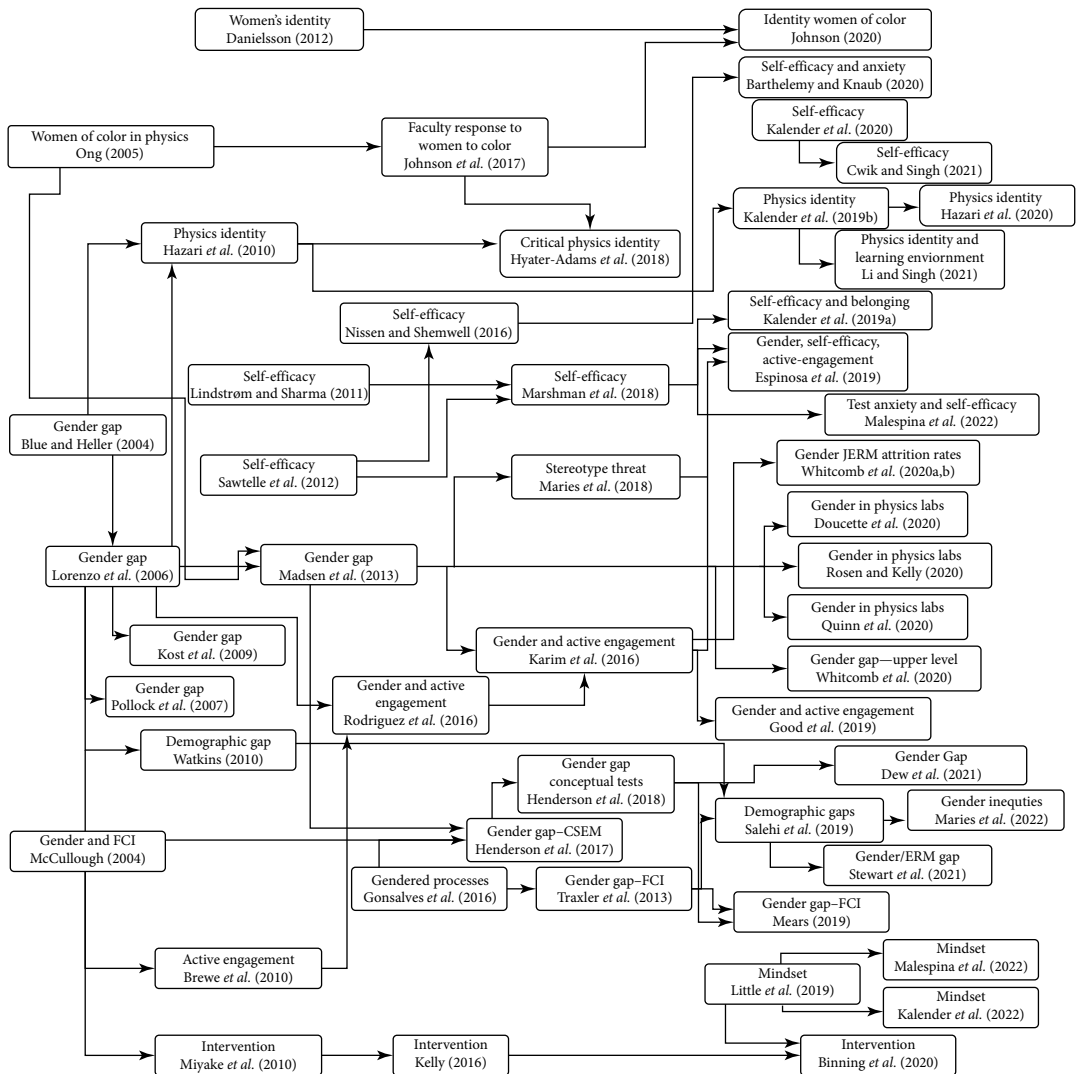 Women's identity
Danielsson (2012)
Identity women of color
Johnson (2020)
Self-efficacy and anxiety
Barthelemy and Knaub (2020)
Self-efficacy
Kalender et al. (2020)
Women of color in physics
Ong (2005)
Faculty response to
women to color
Johnson et al. (2017)
Self-efficacy
Cwik and Singh (2021)
Physics identity
Kalender et al. (2019b)
Physics identity
Hazari et al. (2020)
Physics identity
Hazari et al. (2010)
Critical physics identity
Hyater-Adams et al. (2018)
Physics identity and
learning enviornment
Li and Singh (2021)
Self-efficacy
Nissen and Shemwell (2016)
Self-efficacy and belonging
Kalender et al. (2019a)
Gender, self-efficacy,
active-engagement
Espinosa et al. (2019)
Self-efficacy
Lindstrøm and Sharma (2011)
Self-efficacy
Marshman et al. (2018)
Test anxiety and self-efficacy
Malespina et al. (2022)
Gender gap
Blue and Heller (2004)
Self-efficacy
Sawtelle et al. (2012)
Stereotype threat
Maries et al. (2018)
Gender JERM attrition rates
Whitcomb et al. (2020a,b)
Gender in physics labs
Doucette et al. (2020)
Gender gap
Lorenzo et al. (2006)
Gender gap
Madsen et al. (2013)
Gender in physics labs
Rosen and Kelly (2020)
Gender in physics labs
Quinn et al. (2020)
Gender gap
Kost et al. (2009)
Gender and active engagement
Karim et al. (2016)
Gender gap—upper level
Whitcomb et al. (2020)
Gender gap
Pollock et al. (2007)
Gender and active
engagement
Rodriguez et al. (2016)
Gender and active engagement
Good et al. (2019)
Demographic gap
Watkins (2010)
Gender gap
conceptual tests
Henderson et al. (2018)
Gender Gap
Dew et al. (2021)
Demographic gaps
Salehi et al. (2019)
Gender inequties
Maries et al. (2022)
Gender and FCI
McCullough (2004)
Gender gap–CSEM
Henderson et al. (2017)
Gender/ERM gap
Stewart et al. (2021)
Gendered processes
Gonsalves et al. (2016)
Gender gap–FCI
Traxler et al. (2013)
Gender gap–FCI
Mears (2019)
Active engagement
Brewe et al. (2010)
Mindset
Little et al. (2019)
Mindset
Malespina et al. (2022)
Mindset
Kalender et al. (2022)
Intervention
Miyake et al. (2010)
Intervention
Kelly (2016)
Intervention
Binning et al. (2020)